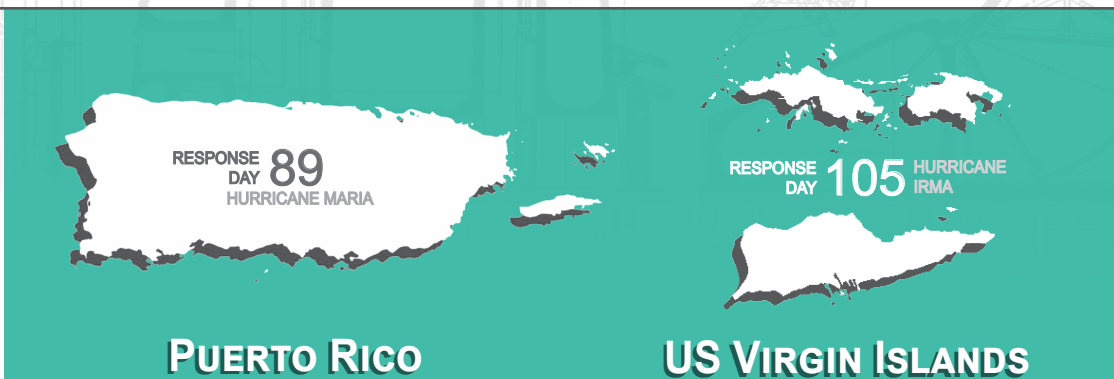 RESPONSE DAY 89
HURRICANE MARIA
RESPONSE DAY 105 HURRICANE IRMA
PUERTO RICO
US VIRGIN ISLANDS